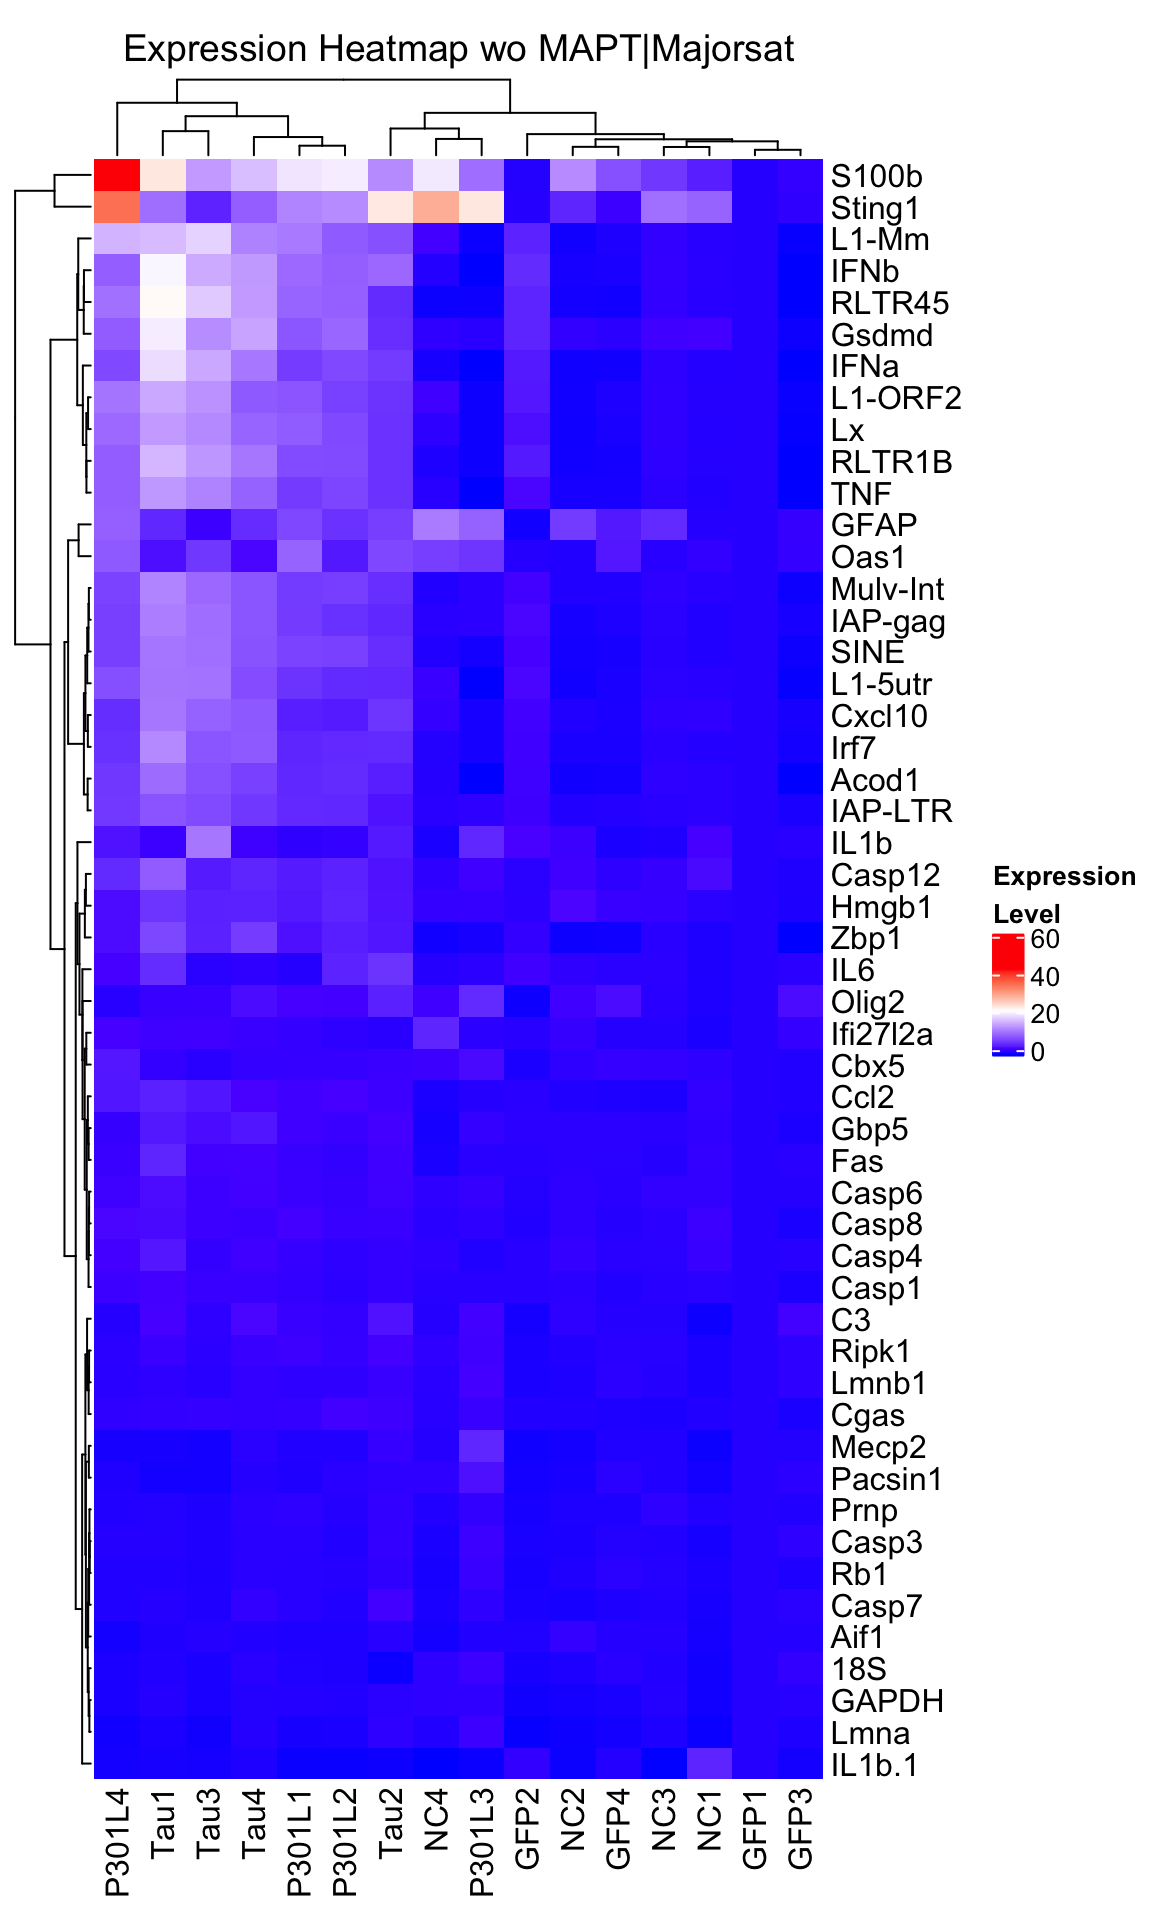 Expression Heatmap wo MAPT|Majorsat
S100b
Sting1
L1-Mm
IFNb
RLTR45
Gsdmd
IFNa
L1-ORF2
Lx
RLTR1B
TNF
GFAP
Oas1
Mulv-Int
IAP-gag
SINE
L1-5utr
Cxcl10
Irf7
Acod1
IAP-LTR
IL1b
Casp12
Hmgb1
Zbp1
IL6
Olig2
Ifi27l2a
Cbx5
Ccl2
Gbp5
Fas
Casp6
Casp8
Casp4
Casp1
C3
Ripk1
Lmnb1
Cgas
Mecp2
Pacsin1
Prnp
Casp3
Rb1
Casp7
Aif1
18S
GAPDH
Lmna
IL1b.1
Expression
Level
60
40
20
0
P301L4
Tau1
Tau3
Tau4
P301L1
P301L2
Tau2
NC4
P301L3
GFP2
NC2
GFP4
NC3
NC1
GFP1
GFP3